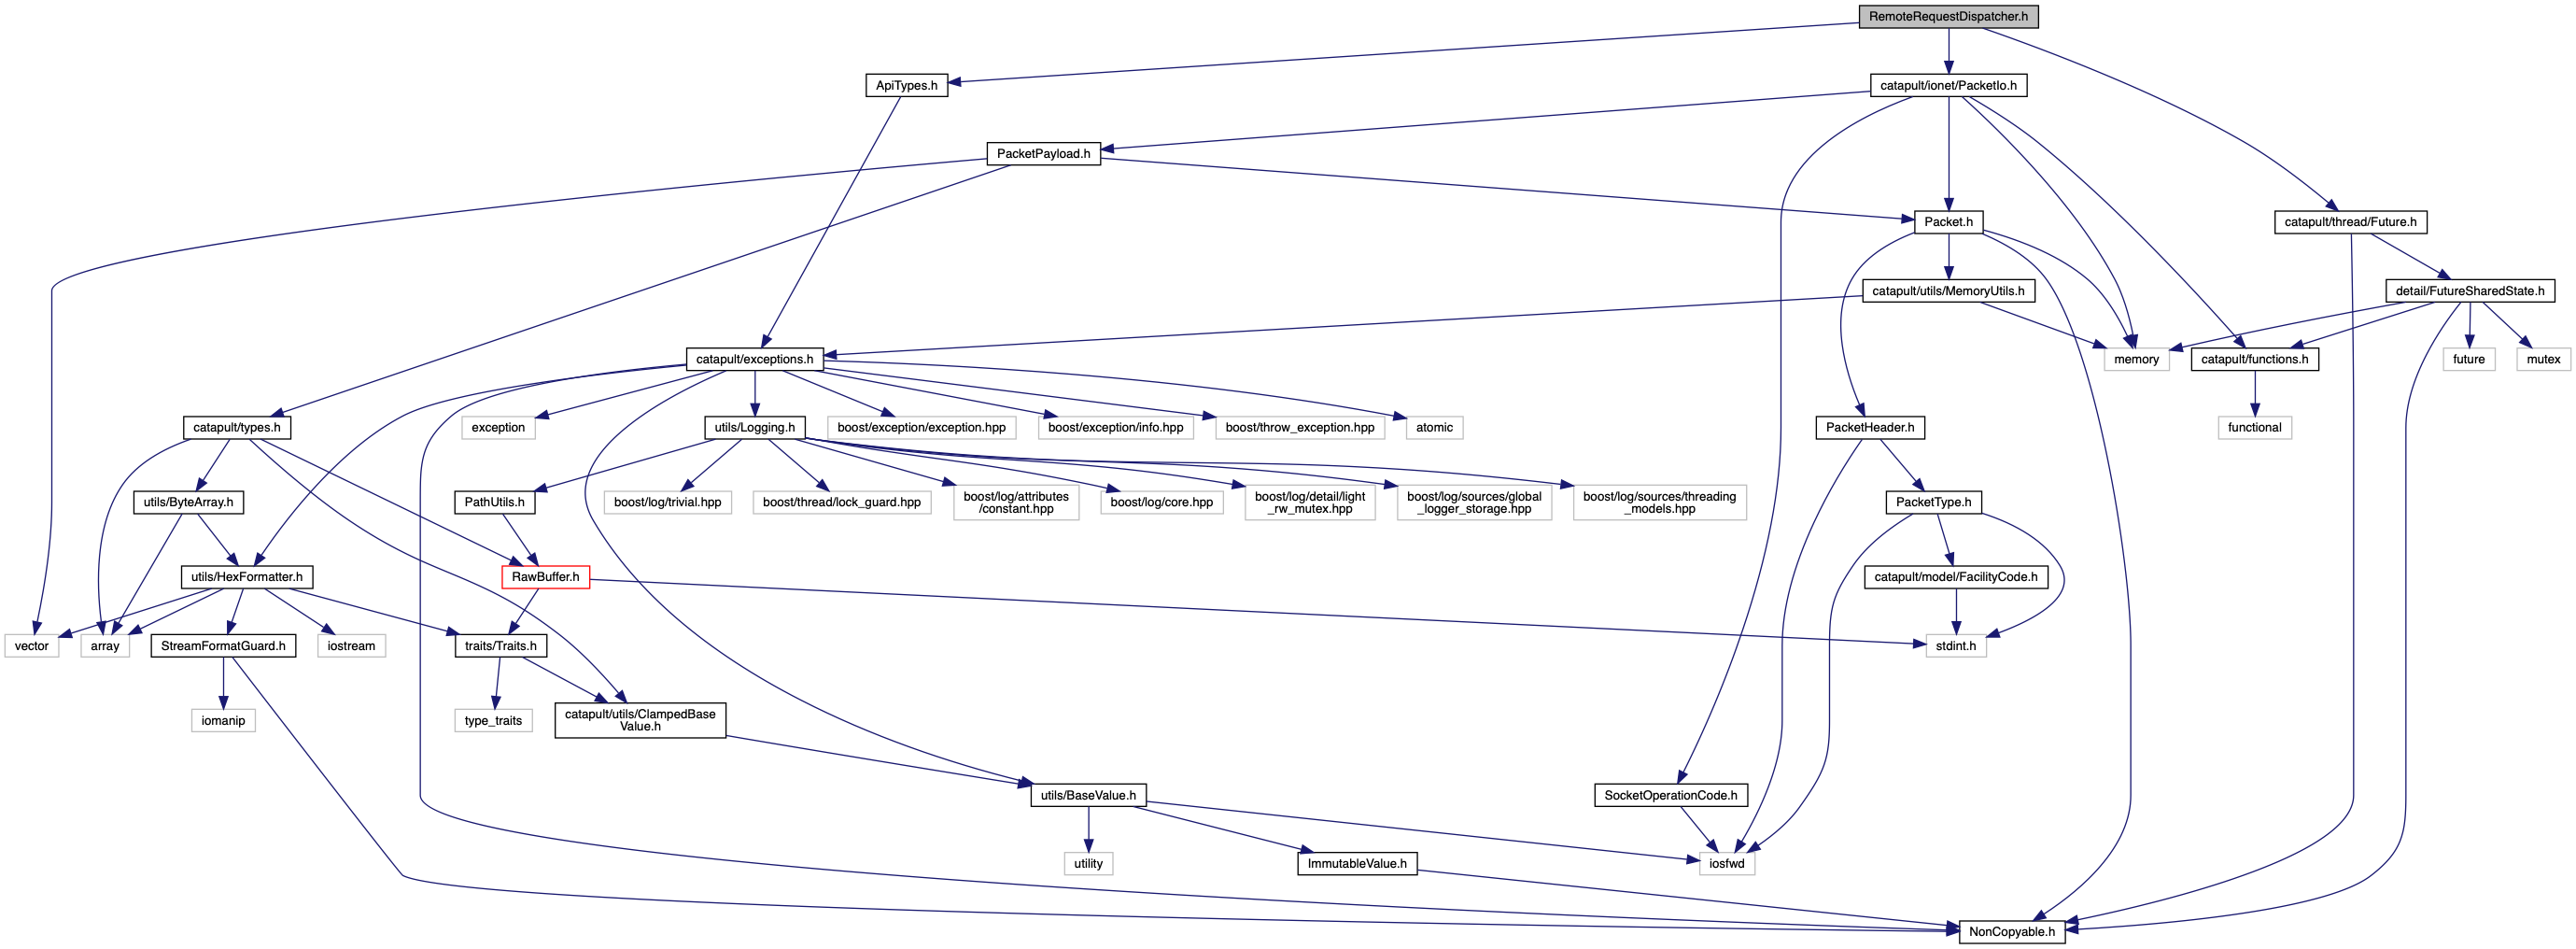 RemoteRequestDispatcher.h
ApiTypes.h
catapult/ionet/PacketIo.h
PacketPayload.h
Packet.h
catapult/thread/Future.h
catapult/utils/MemoryUtils.h
detail/FutureSharedState.h
catapult/exceptions.h
memory
catapult/functions.h
future
mutex
catapult/types.h
exception
utils/Logging.h
boost/exception/exception.hpp
boost/exception/info.hpp
boost/throw_exception.hpp
atomic
PacketHeader.h
functional
utils/ByteArray.h
PathUtils.h
boost/log/trivial.hpp
boost/thread/lock_guard.hpp
boost/log/attributes
/constant.hpp
boost/log/core.hpp
boost/log/detail/light
_rw_mutex.hpp
boost/log/sources/global
_logger_storage.hpp
boost/log/sources/threading
_models.hpp
PacketType.h
utils/HexFormatter.h
RawBuffer.h
catapult/model/FacilityCode.h
vector
array
StreamFormatGuard.h
iostream
traits/Traits.h
stdint.h
iomanip
type_traits
catapult/utils/ClampedBase
Value.h
utils/BaseValue.h
SocketOperationCode.h
utility
ImmutableValue.h
iosfwd
NonCopyable.h